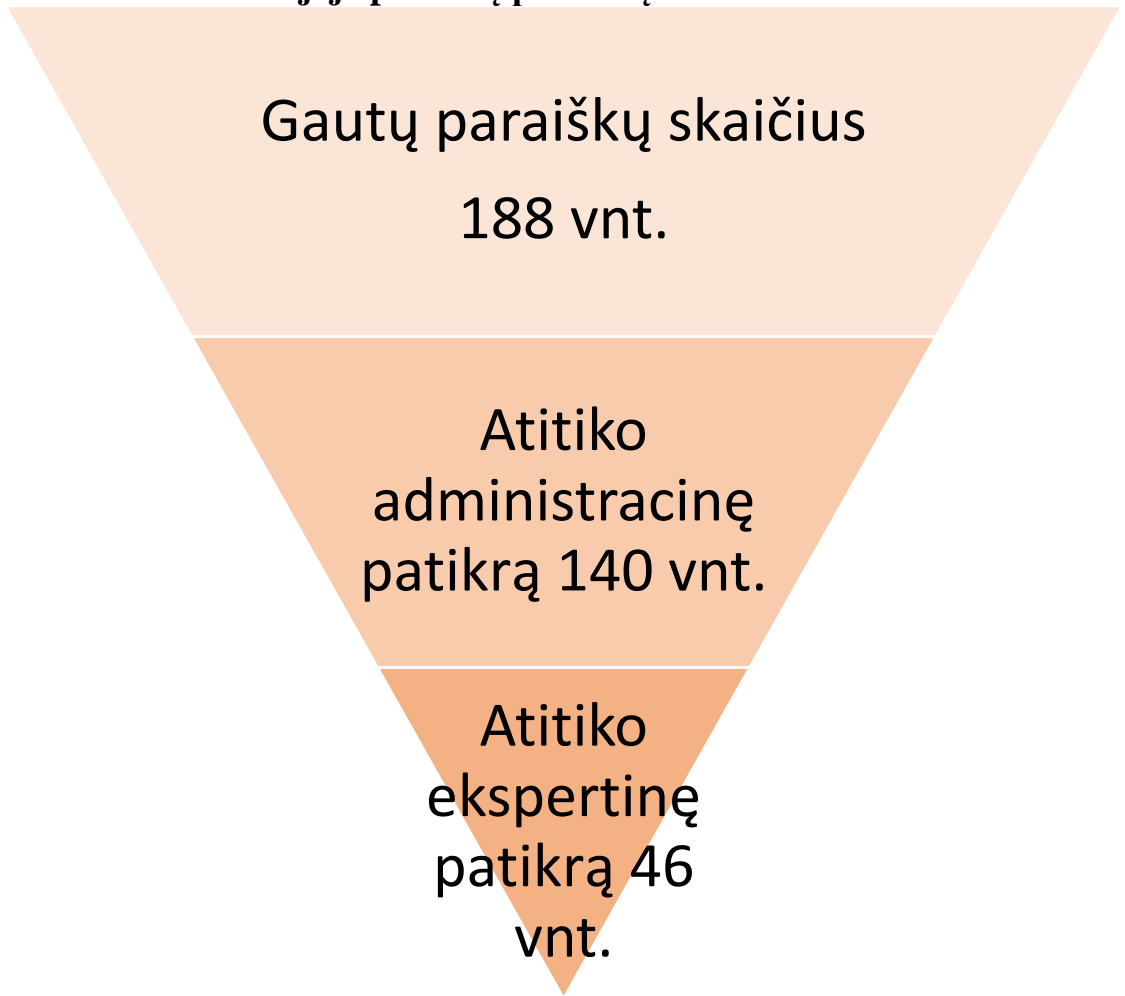 Gautų paraiškų skaičius
188 vnt.
Atitiko
administracinę
patikrą 140 vnt.
Atitiko
ekspertinę
patikrą 46
vnt.